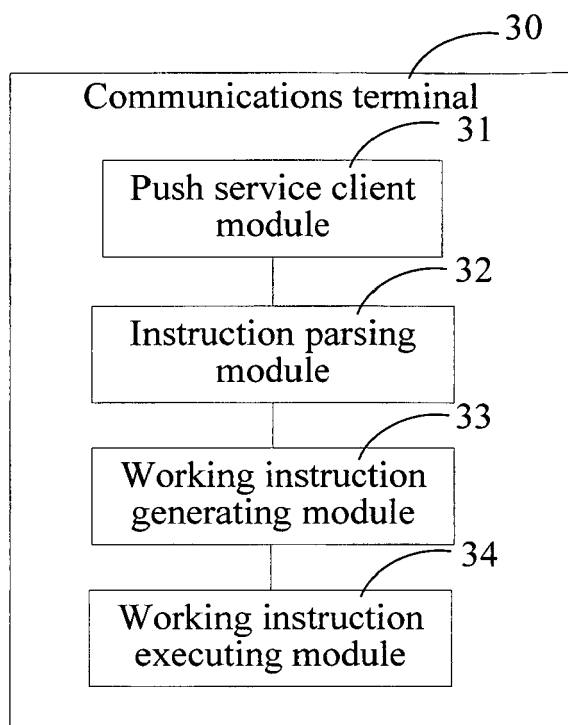 30
Communications terminal
31
Push service client
module
32
Instruction parsing
module
33
Working instruction
generating module
34
Working instruction
executing module